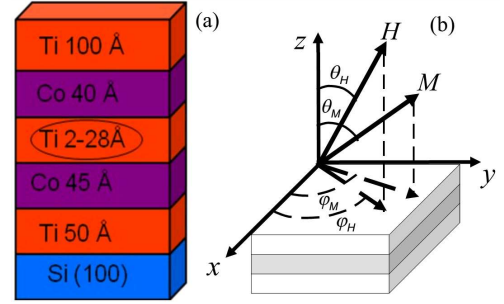 (a)
Ti 100 Å
Co 40 Å
Ti 2-28Å
Co 45 Å
Ti 50 Å
Si (100)
(b)
z
H
θH
M
θM
y
φM
φH
x